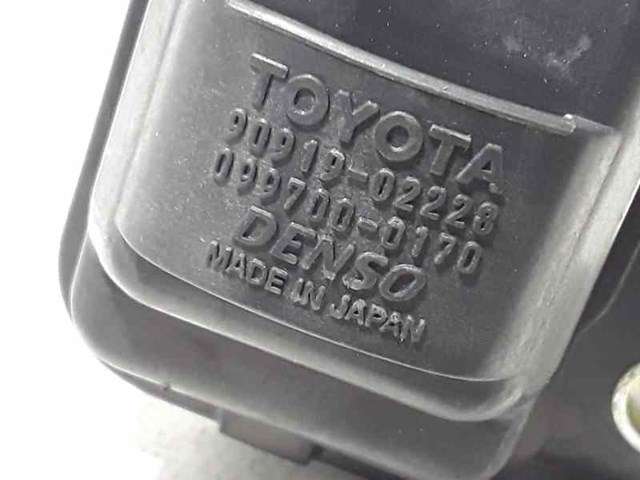 TOYOTA
90919-02228
099700-0170
DENSO
MADE IN JAPAN